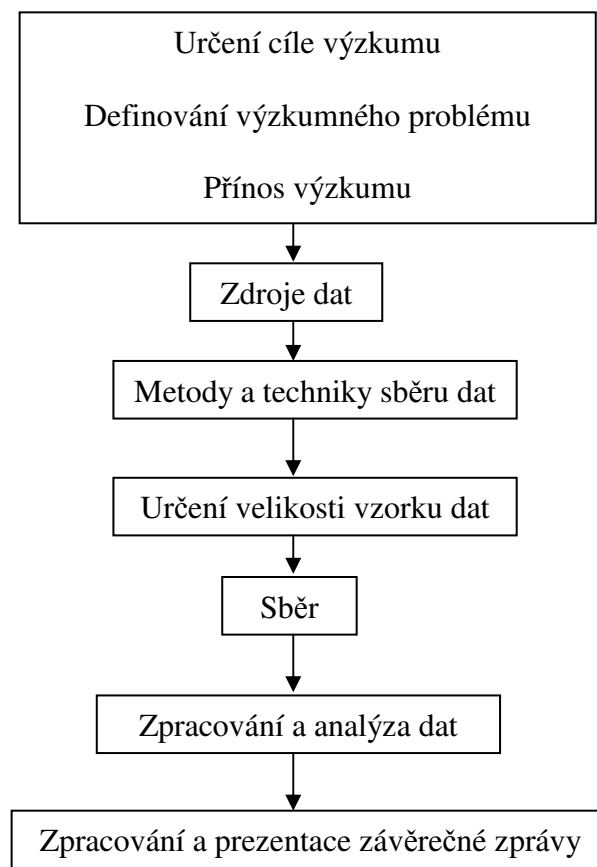 Určení cíle výzkumu
Definování výzkumného problému
Přínos výzkumu
Zdroje dat
Metody a techniky sběru dat
Určení velikosti vzorku dat
Sběr
Zpracování a analýza dat
Zpracování a prezentace závěrečné zprávy